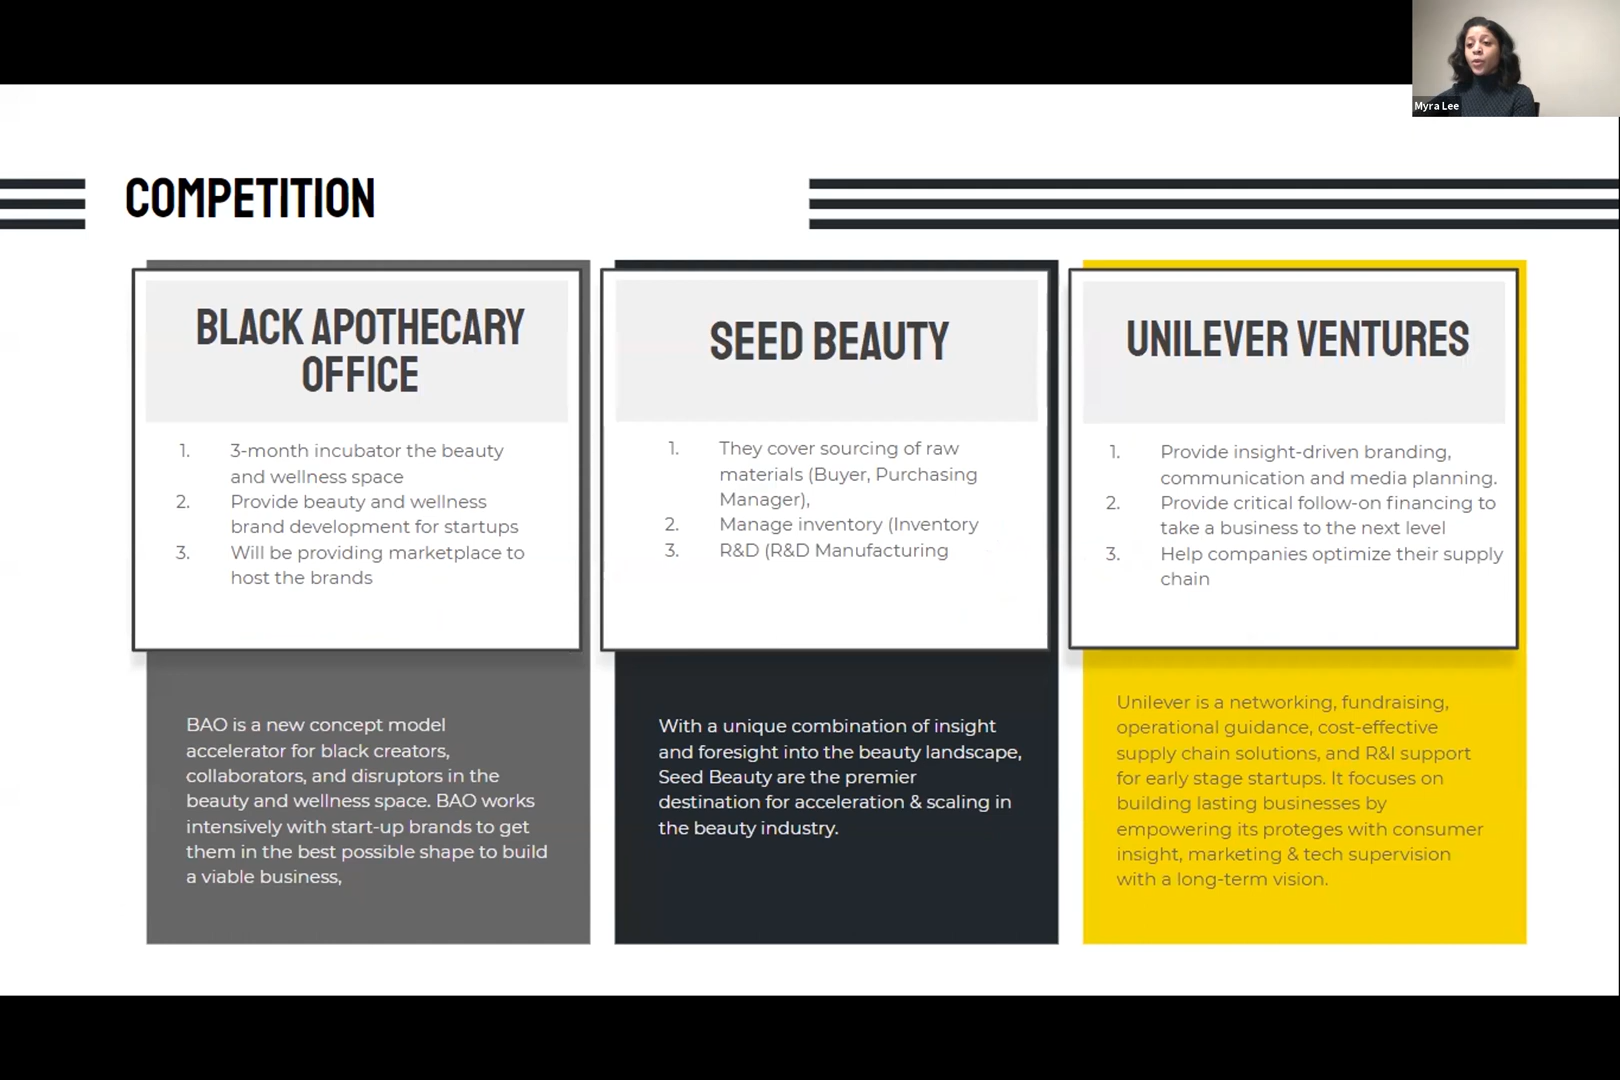 Myra Lee
COMPETITION
BLACK APOTHECARY
OFFICE
1. 3-month incubator the beauty
and wellness space
2. Provide beauty and wellness
brand development for startups
3. Will be providing marketplace to
host the brands
BAO is a new concept model
accelerator for black creators,
collaborators, and disruptors in the
beauty and wellness space. BAO works
intensively with start-up brands to get
them in the best possible shape to build
a viable business,
SEED BEAUTY
1. They cover sourcing of raw
materials (Buyer, Purchasing
Manager),
2. Manage inventory (Inventory
3. R&D (R&D Manufacturing
With a unique combination of insight
and foresight into the beauty landscape,
Seed Beauty are the premier
destination for acceleration & scaling in
the beauty industry.
UNILEVER VENTURES
1. Provide insight-driven branding,
communication and media planning.
2. Provide critical follow-on financing to
take a business to the next level
3. Help companies optimize their supply
chain
Unilever is a networking, fundraising,
operational guidance, cost-effective
supply chain solutions, and R&I support
for early stage startups. It focuses on
building lasting businesses by
empowering its proteges with consumer
insight, marketing & tech supervision
with a long-term vision.